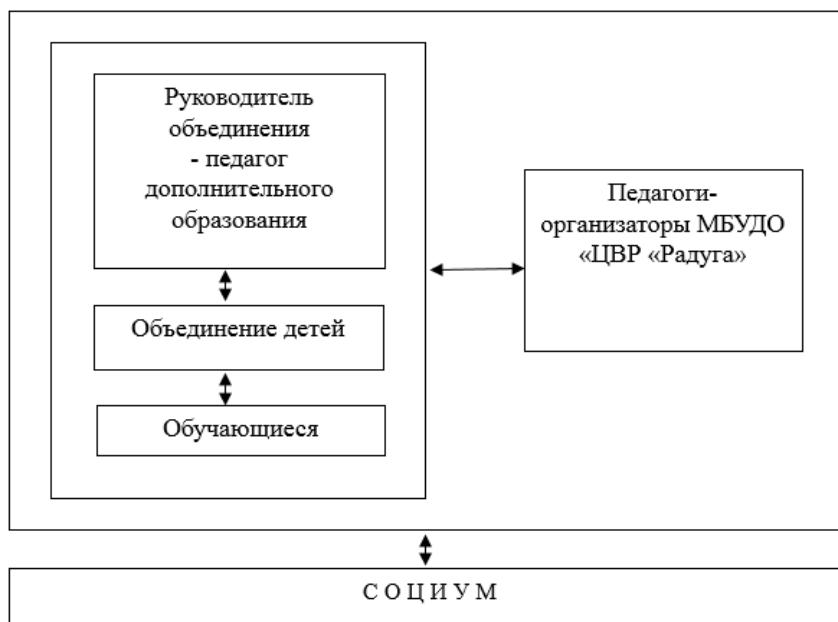 Руководитель
объединения
- педагог
дополнительного
образования
Педагоги-
организаторы МБУДО
«ЦВР «Радуга»
Объединение детей
Обучающиеся
С О Ц И У М